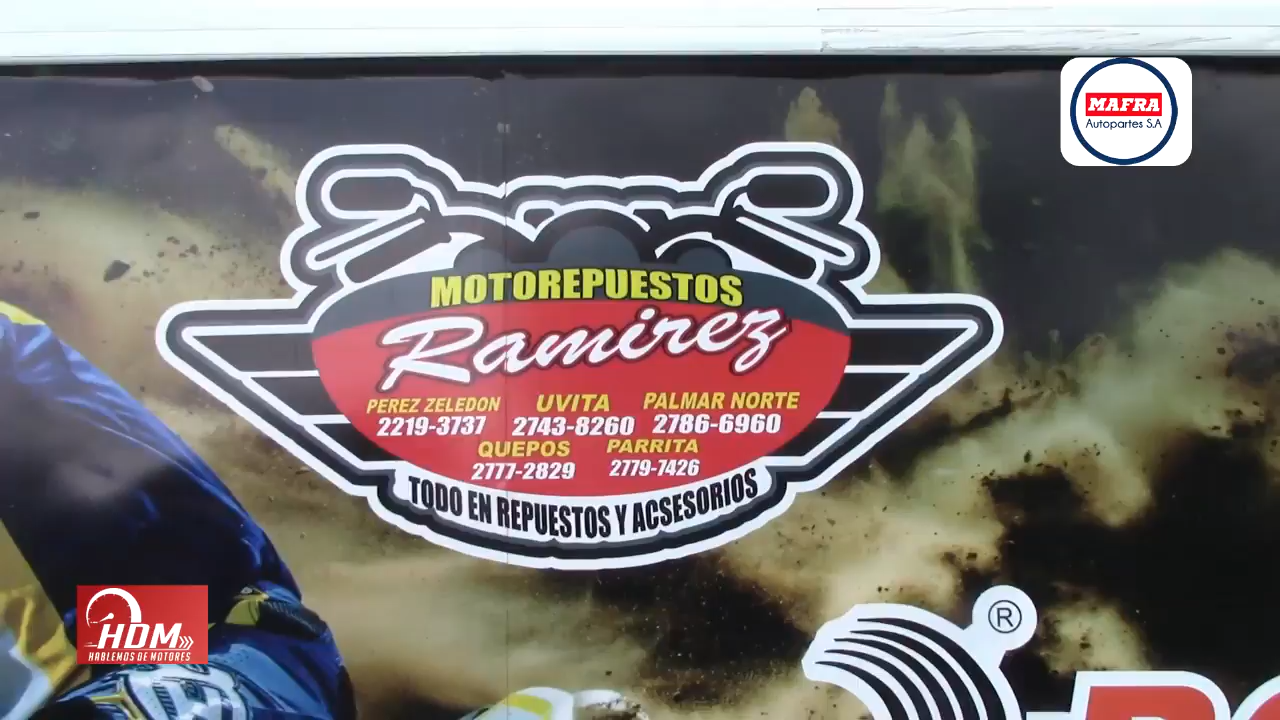 MAFRA
Autopartes S.A
MOTOREPUESTOS
Ramirez
PEREZ ZELEDON UVITA PALMAR NORTE
2219-3737 2743-8260 2786-6960
QUEPOS PARRITA
2777-2829 2779-7426
TODO EN REPUESTOS Y ACSESORIOS
®
HDM
HABLEMOS DE MOTORES